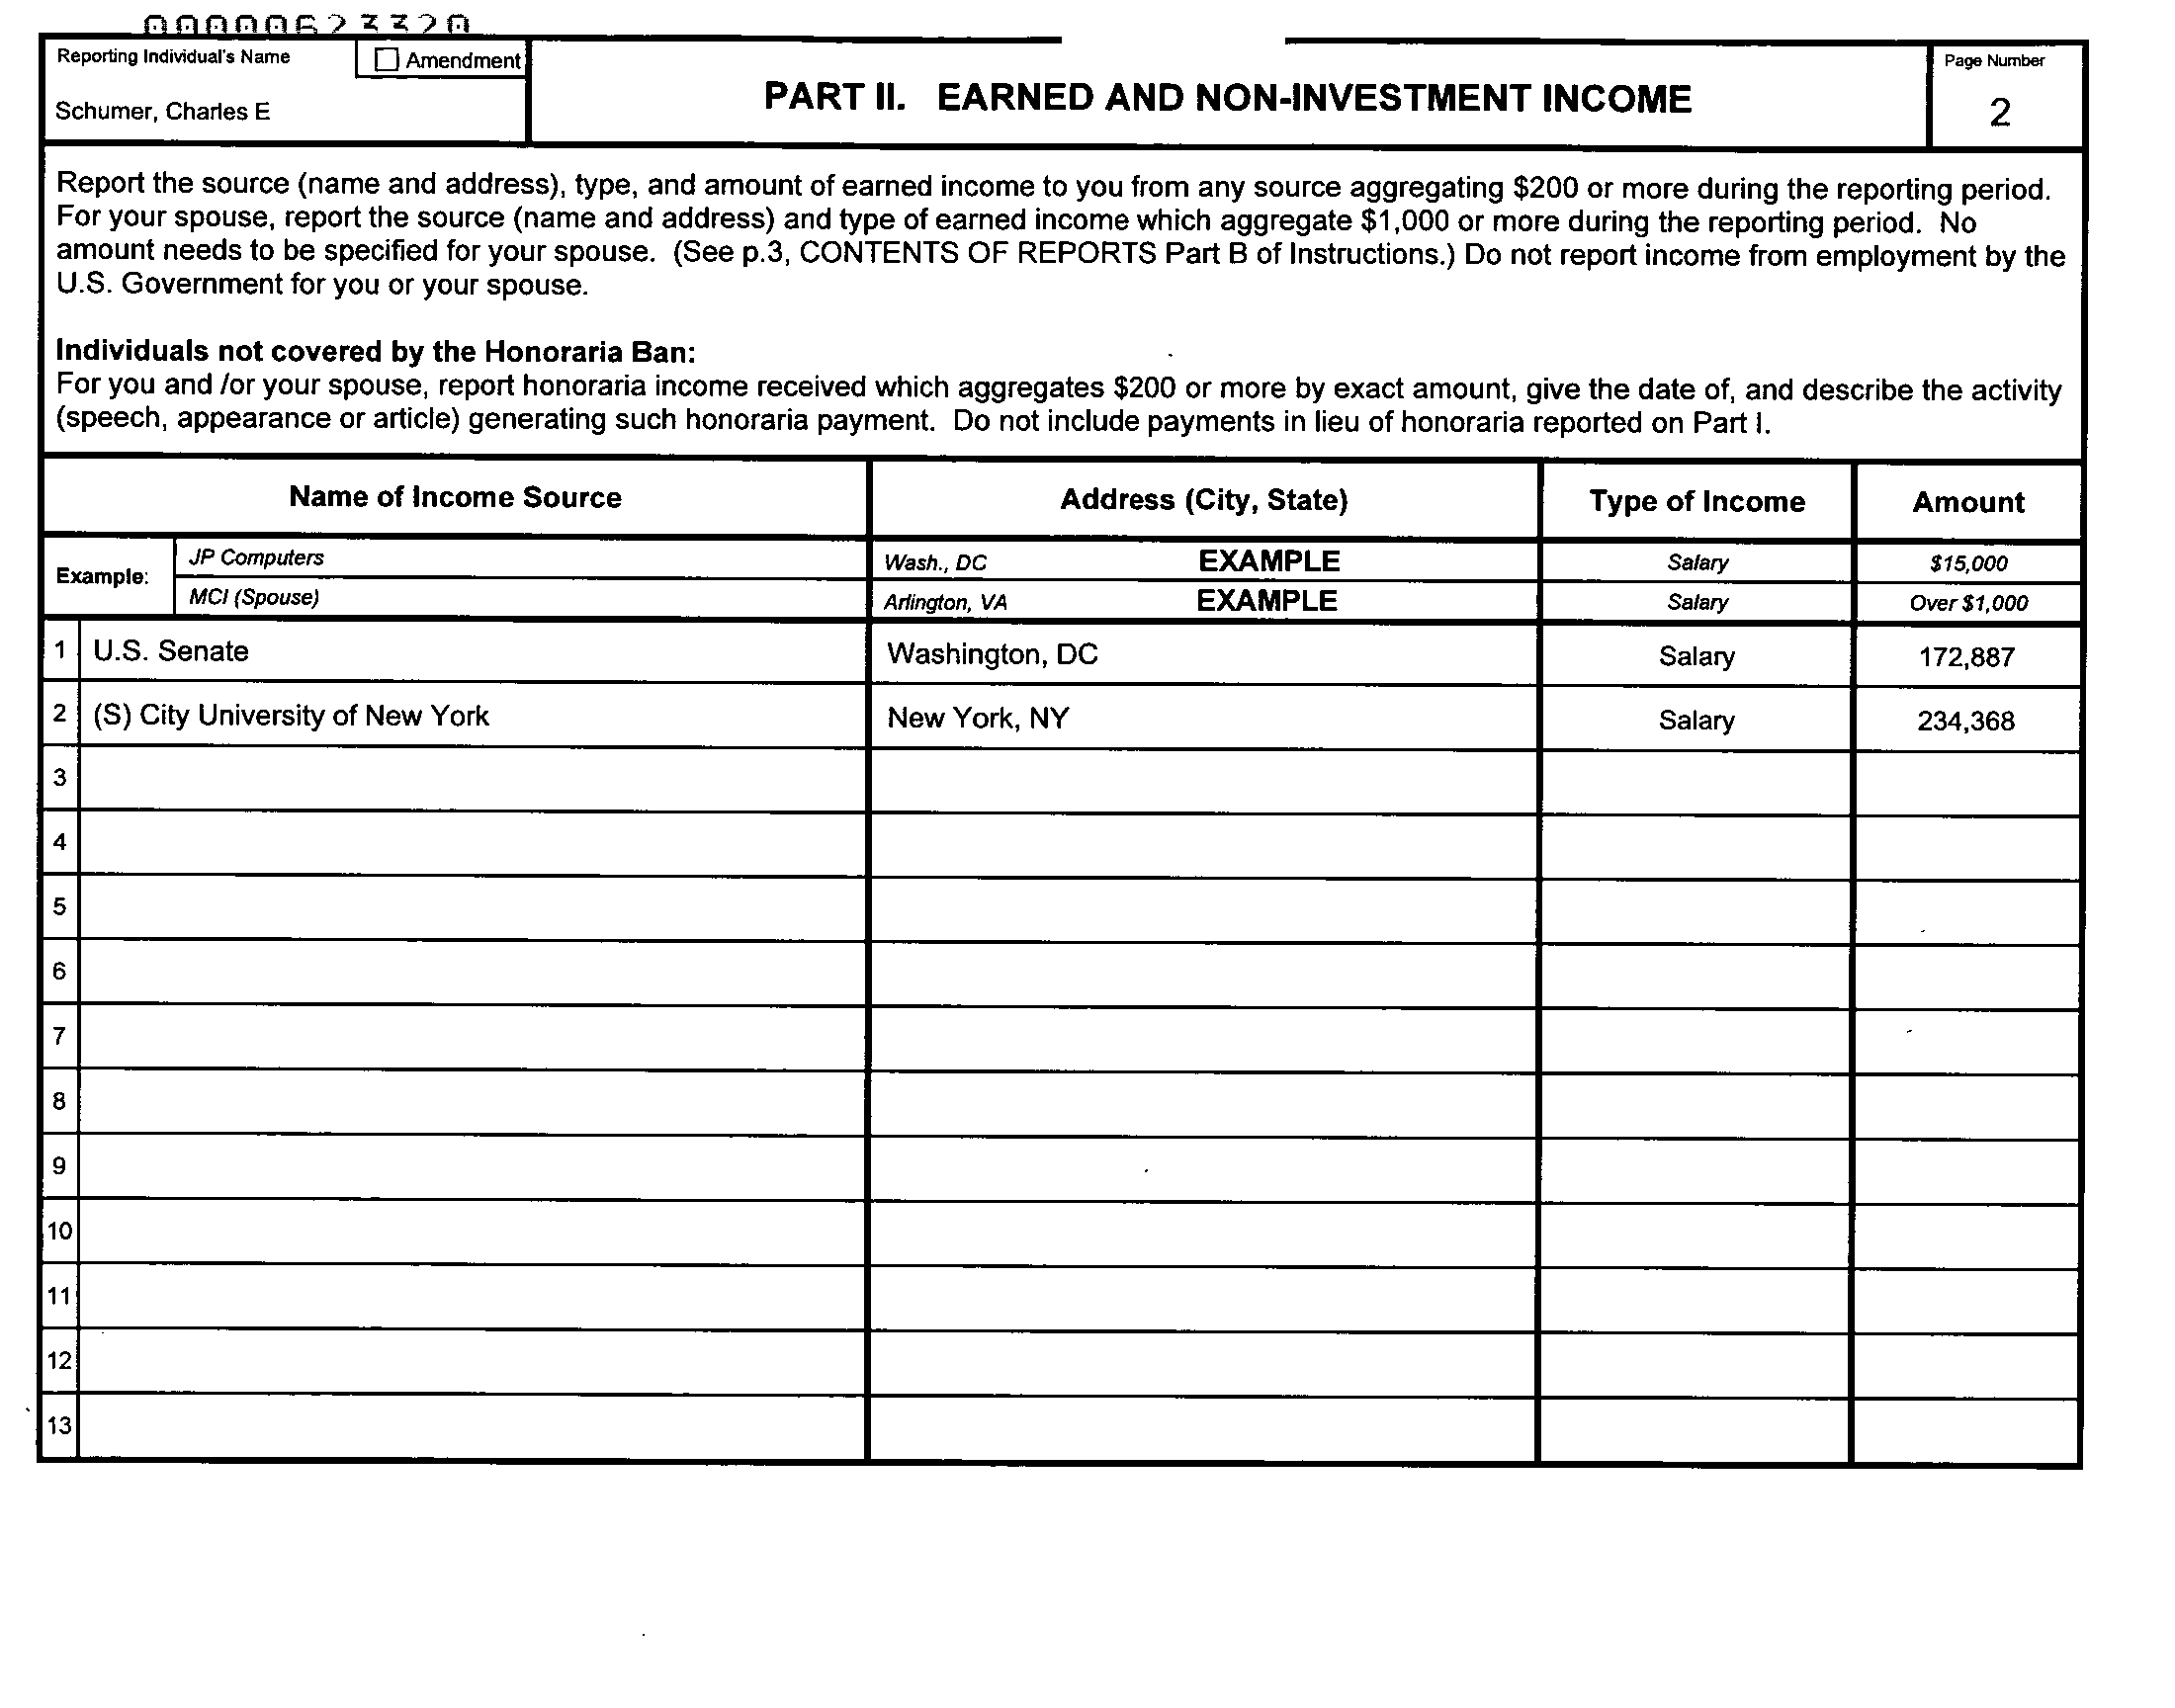 000000623320
Reporting Individual's Name
Amendment
Schumer, Charles E
PART II. EARNED AND NON-INVESTMENT INCOME
Page Number
2
Report the source (name and address), type, and amount of earned income to you from any source aggregating $200 or more during the reporting period.
For your spouse, report the source (name and address) and type of earned income which aggregate $1,000 or more during the reporting period. No
amount needs to be specified for your spouse. (See p.3, CONTENTS OF REPORTS Part B of Instructions.) Do not report income from employment by the
U.S. Government for you or your spouse.
Individuals not covered by the Honoraria Ban:
For you and /or your spouse, report honoraria income received which aggregates $200 or more by exact amount, give the date of, and describe the activity
(speech, appearance or article) generating such honoraria payment. Do not include payments in lieu of honoraria reported on Part I.
Name of Income Source Address (City, State) Type of Income Amount
Example: JP Computers Wash., DC EXAMPLE Salary $15,000
MCI (Spouse) Arlington, VA EXAMPLE Salary Over $1,000
1 U.S. Senate Washington, DC Salary 172,887
2 (S) City University of New York New York, NY Salary 234,368
3
4
5
6
7
8
9
10
11
12
13